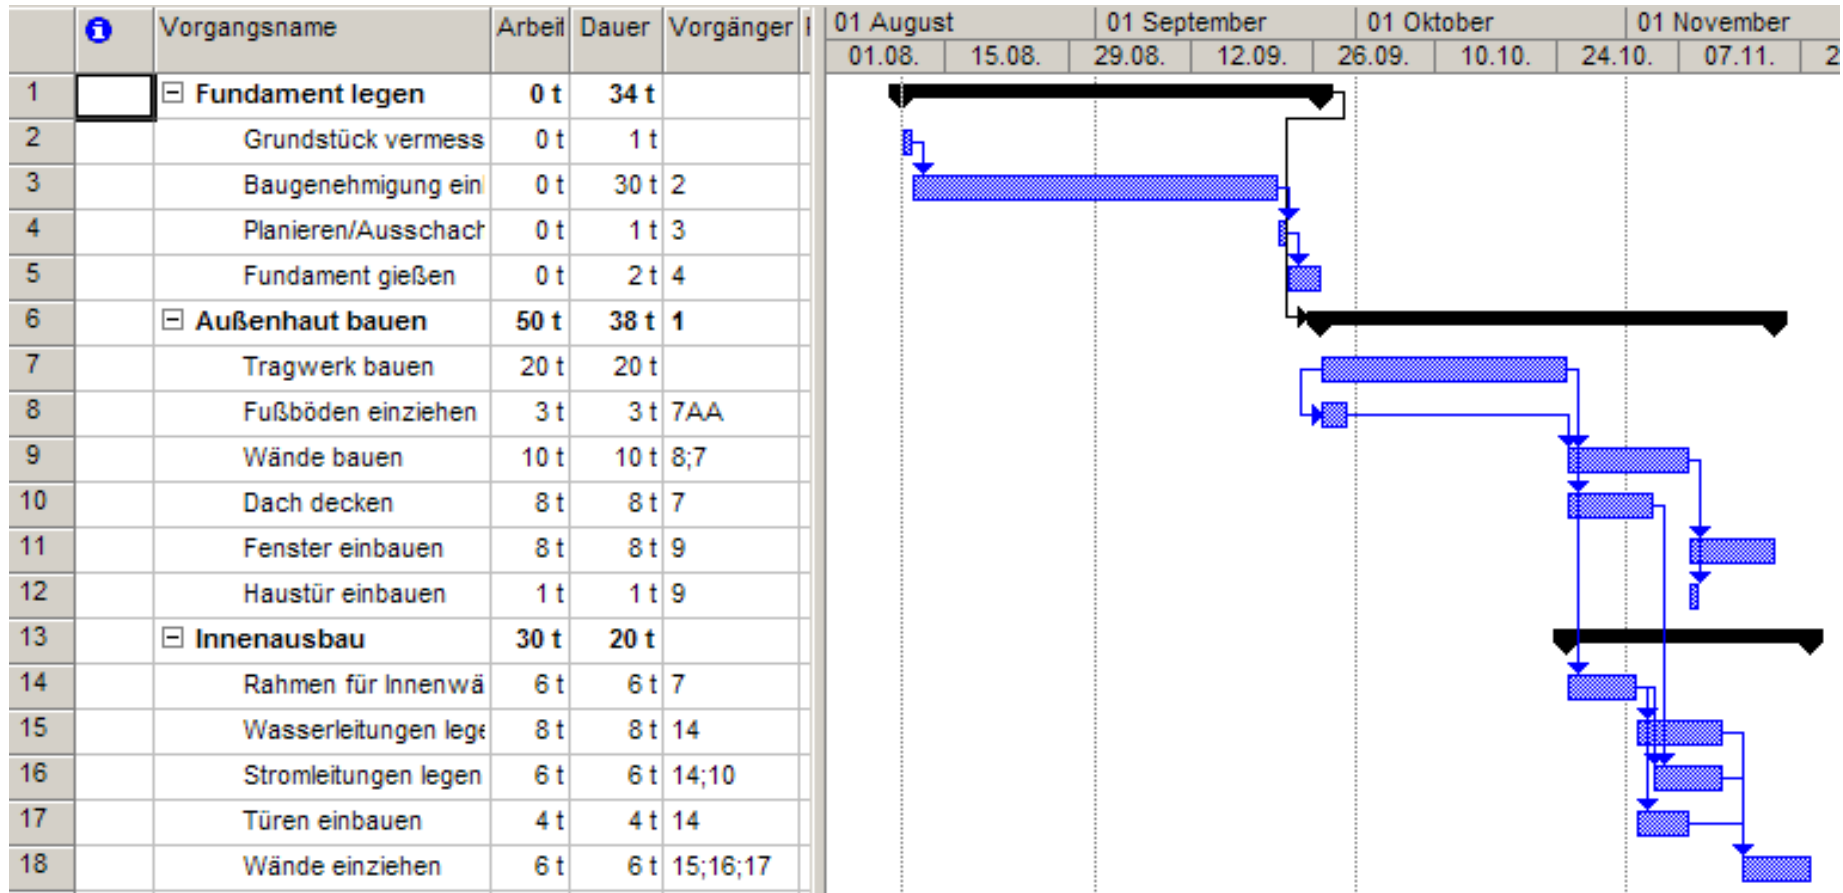 Vorgangsname Arbeit Dauer Vorgänger 01 August 01 September 01 Oktober 01 November
01.08. 15.08. 29.08. 12.09. 26.09. 10.10. 24.10. 07.11. 2
1 Fundament legen 0 t 34 t
2 Grundstück vermess 0 t 1 t
3 Baugenehmigung ein 0 t 30 t 2
4 Planieren/Ausschach 0 t 1 t 3
5 Fundament gießen 0 t 2 t 4
6 Außenhaut bauen 50 t 38 t 1
7 Tragwerk bauen 20 t 20 t
8 Fußböden einziehen 3 t 3 t 7AA
9 Wände bauen 10 t 10 t 8;7
10 Dach decken 8 t 8 t 7
11 Fenster einbauen 8 t 8 t 9
12 Haustür einbauen 1 t 1 t 9
13 Innenausbau 30 t 20 t
14 Rahmen für Innenwä 6 t 6 t 7
15 Wasserleitungen lege 8 t 8 t 14
16 Stromleitungen legen 6 t 6 t 14;10
17 Türen einbauen 4 t 4 t 14
18 Wände einziehen 6 t 6 t 15;16;17